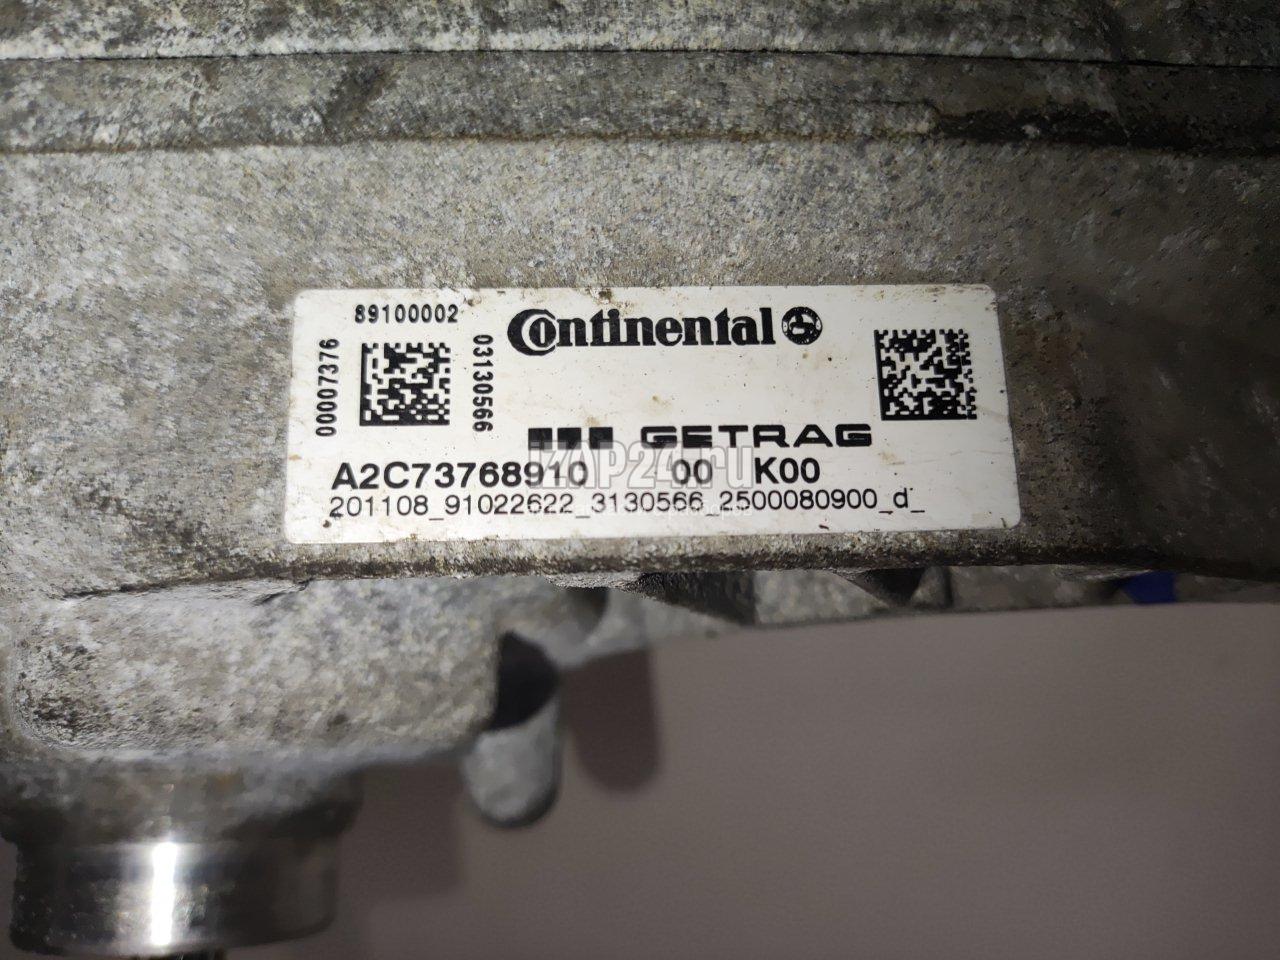 89100002
00007376
03130566
Continental
GETRAG
A2C73768910 00 K00
201108_91022622_3130566_2500080900_d_
ZAP24.ru